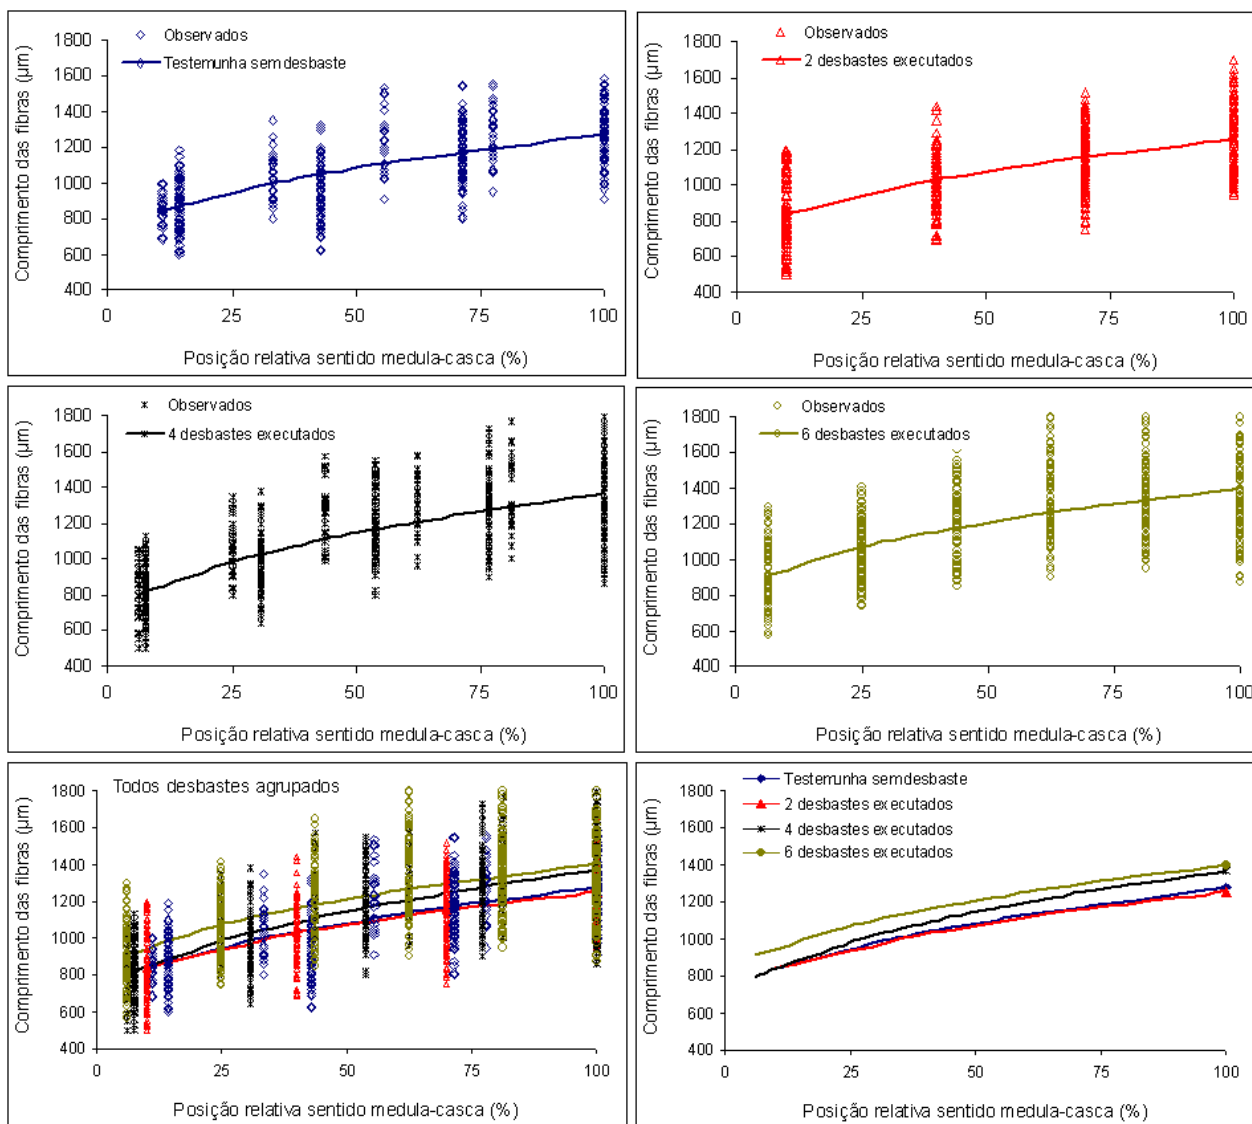 1800
1600
1400
1200
1000
800
600
400
Comprimento das fibras (µm)
Observados
Testemunha sem desbaste
0 25 50 75 100
Posição relativa sentido medula-casca (%)
1800
1600
1400
1200
1000
800
600
400
Comprimento das fibras (µm)
Observados
2 desbastes executados
0 25 50 75 100
Posição relativa sentido medula-casca (%)
1800
1600
1400
1200
1000
800
600
400
Comprimento das fibras (µm)
Observados
4 desbastes executados
0 25 50 75 100
Posição relativa sentido medula-casca (%)
1800
1600
1400
1200
1000
800
600
400
Comprimento das fibras (µm)
Observados
6 desbastes executados
0 25 50 75 100
Posição relativa sentido medula-casca (%)
1800
1600
1400
1200
1000
800
600
400
Comprimento das fibras (µm)
Todos desbastes agrupados
0 25 50 75 100
Posição relativa sentido medula-casca (%)
1800
1600
1400
1200
1000
800
600
400
Comprimento das fibras (µm)
Testemunha sem desbaste
2 desbastes executados
4 desbastes executados
6 desbastes executados
0 25 50 75 100
Posição relativa sentido medula-casca (%)